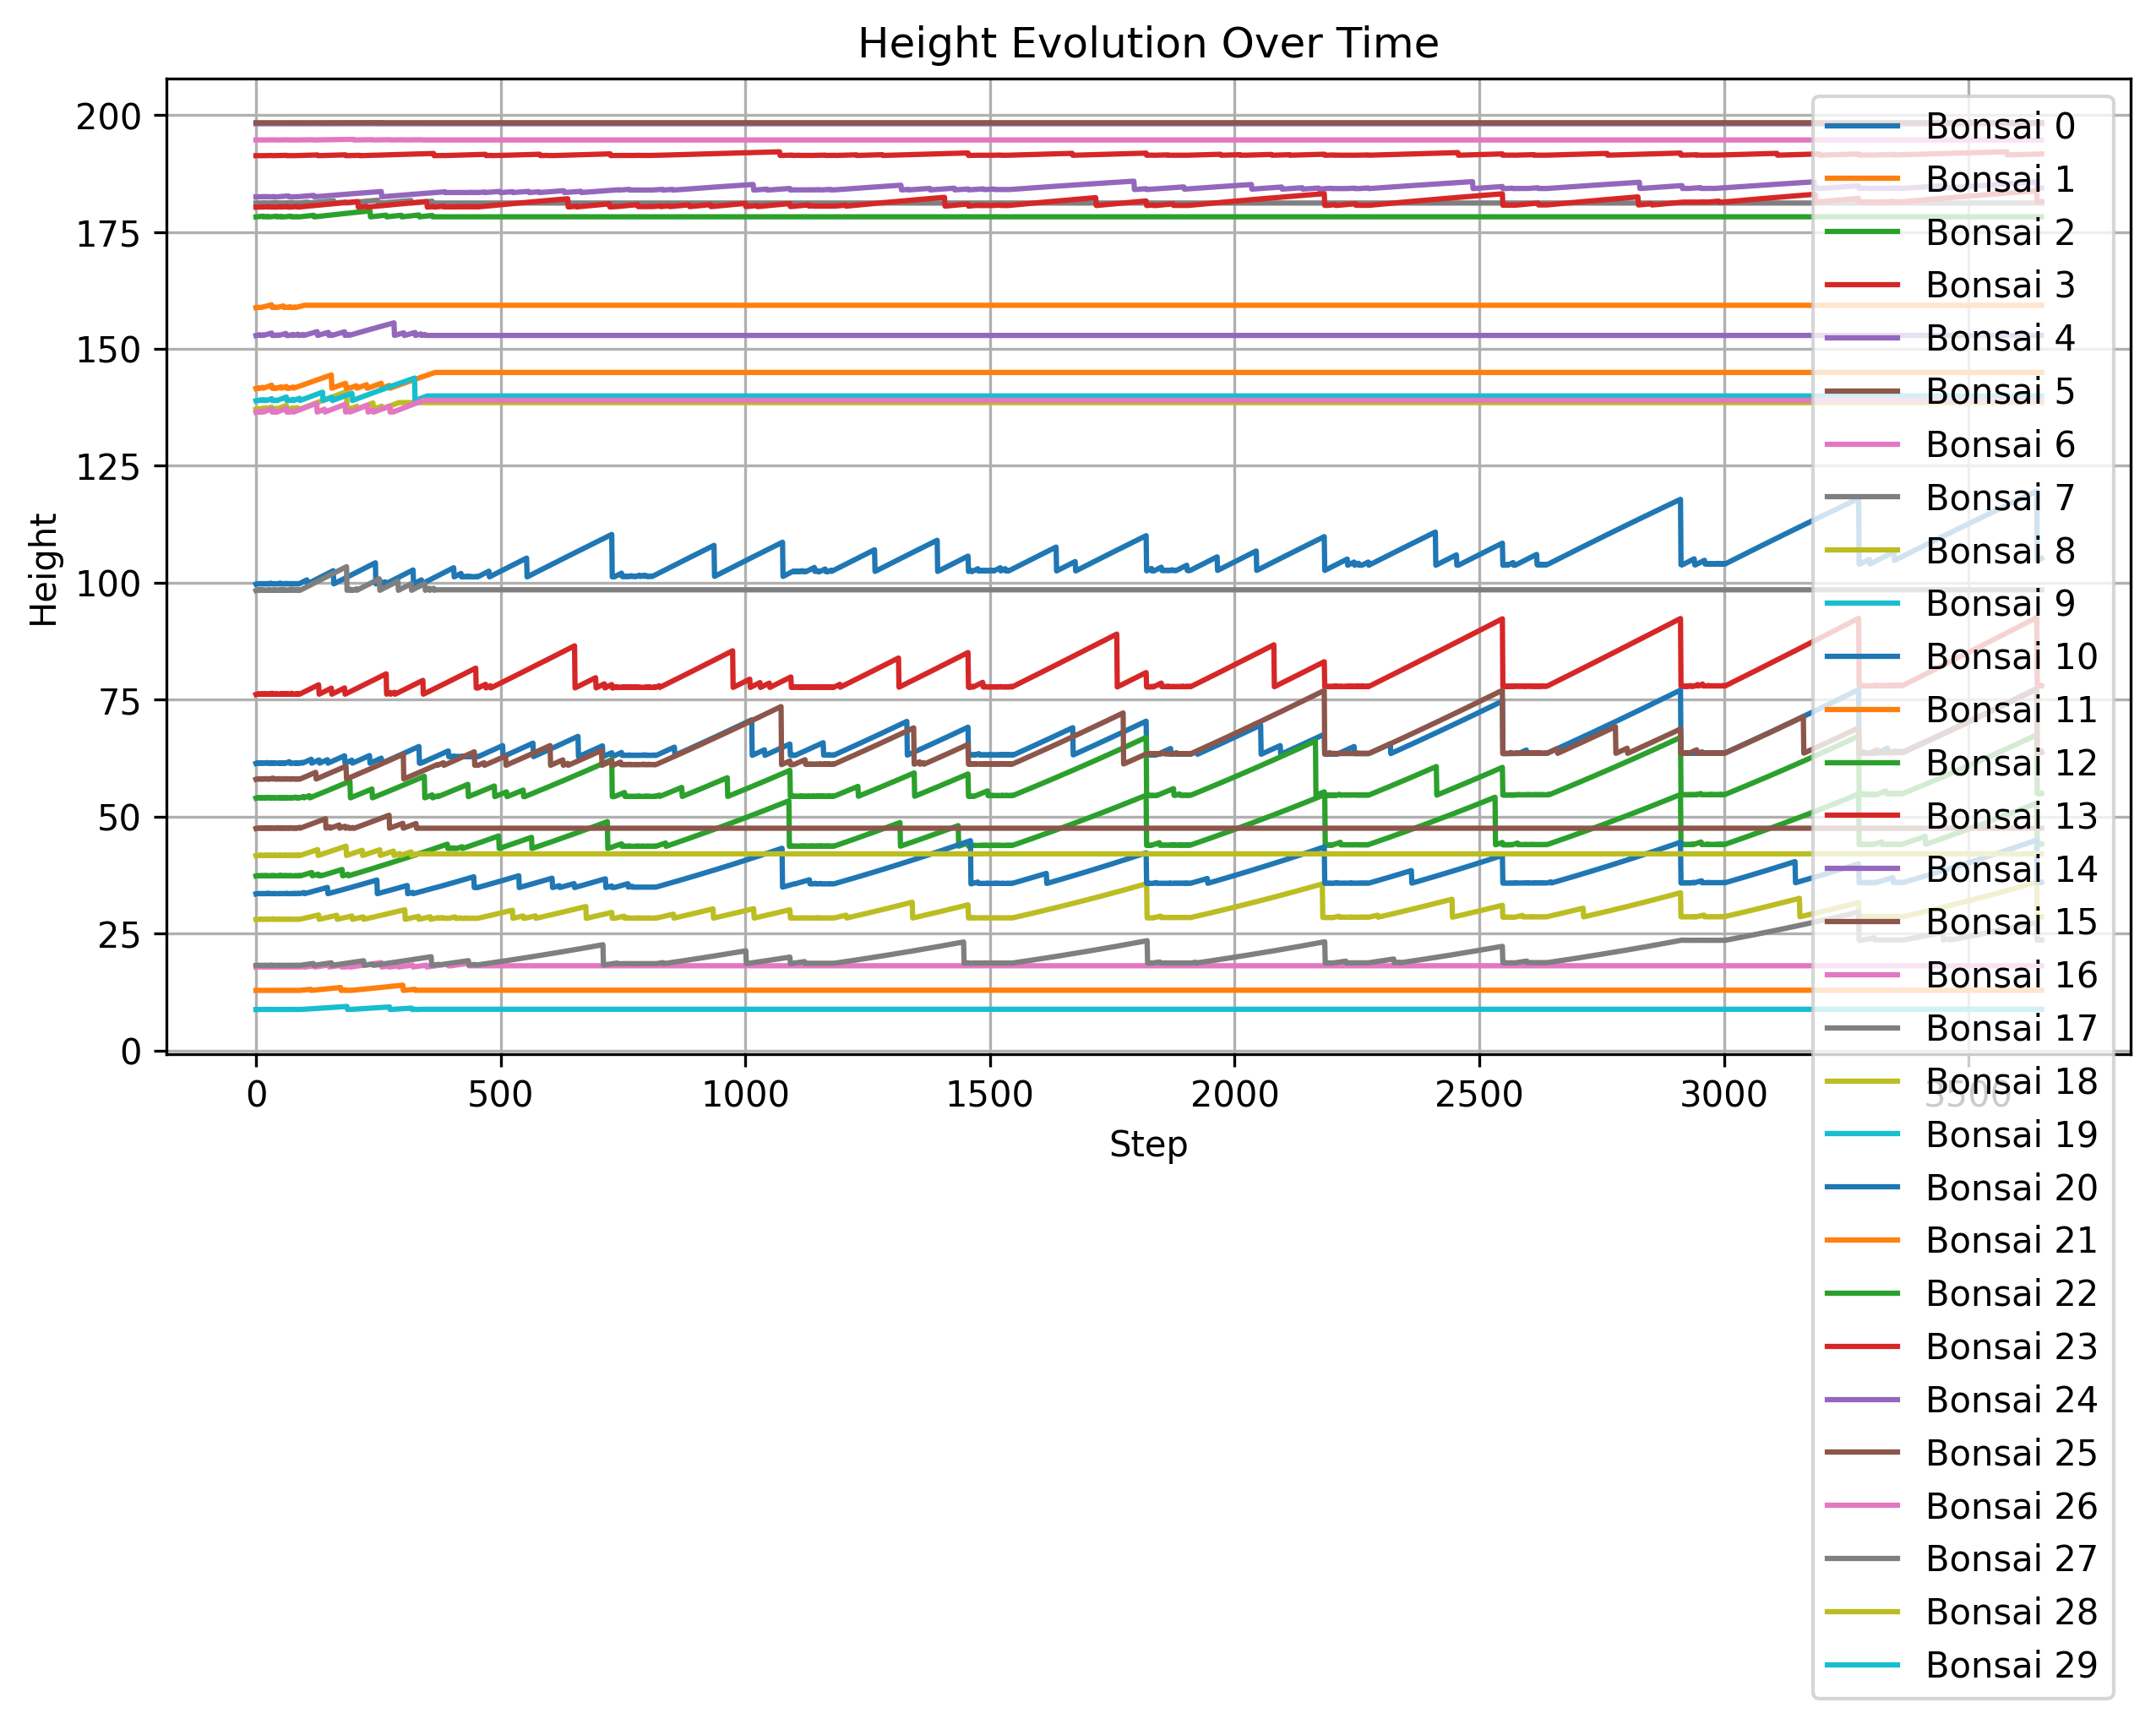 Height Evolution Over Time
Height
200
175
150
125
100
75
50
25
0
0 500 1000 1500 2000 2500 3000 3500
Step
Bonsai 0
Bonsai 1
Bonsai 2
Bonsai 3
Bonsai 4
Bonsai 5
Bonsai 6
Bonsai 7
Bonsai 8
Bonsai 9
Bonsai 10
Bonsai 11
Bonsai 12
Bonsai 13
Bonsai 14
Bonsai 15
Bonsai 16
Bonsai 17
Bonsai 18
Bonsai 19
Bonsai 20
Bonsai 21
Bonsai 22
Bonsai 23
Bonsai 24
Bonsai 25
Bonsai 26
Bonsai 27
Bonsai 28
Bonsai 29